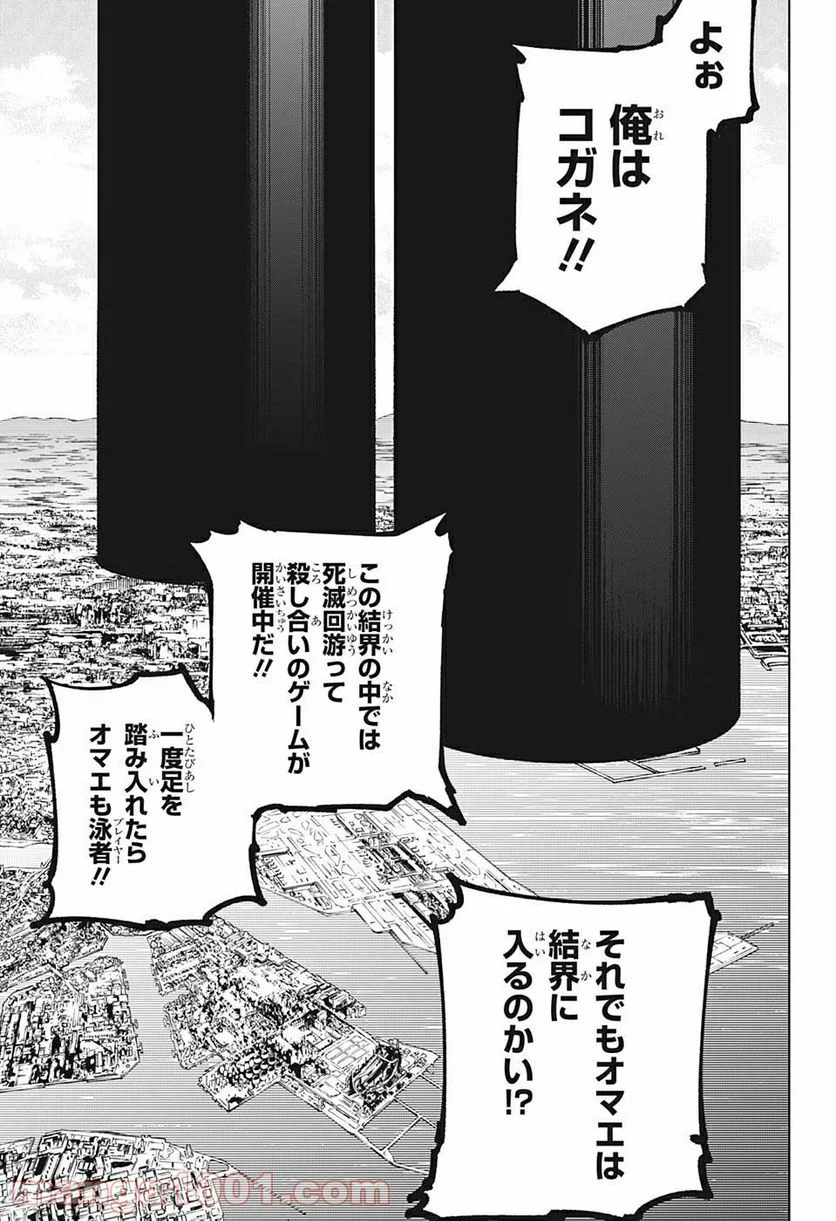 よぉ
俺は
コガネ!!
この結界の中では
死滅回游って
殺し合いのゲームが
開催中だ!!
一度足を
踏み入れたら
オマエも泳者!!
それでもオマエは
結界に
入るのかい!?